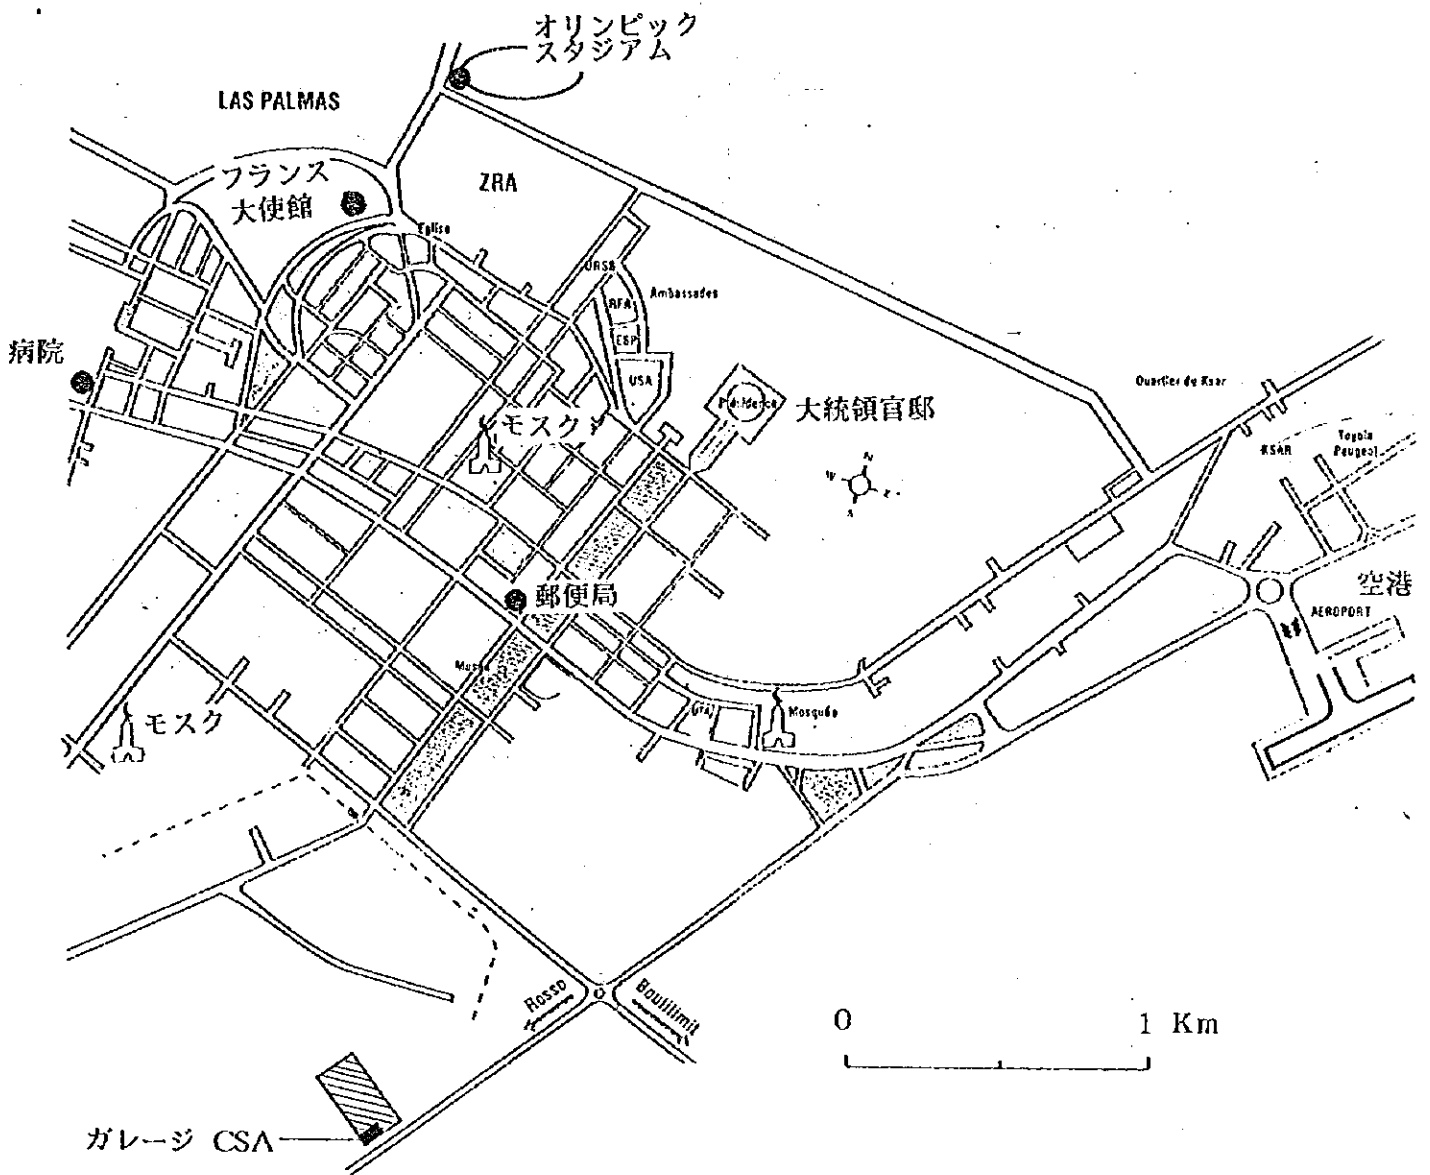 オリンピック
スタジアム
LAS PALMAS
フランス
大使館
ZRA
Eglise
URSS
Ambassades
RFA
ESP
病院
USA
Présidence
大統領官邸
Quartier de Ksar
モスク
KSAR
Toyota
Peugeot
N
W
郵便局
空港
AEROPORT
Musée
モスク
Mosquée
Rosso
Boutilimit
0 1 Km
ガレージ CSA